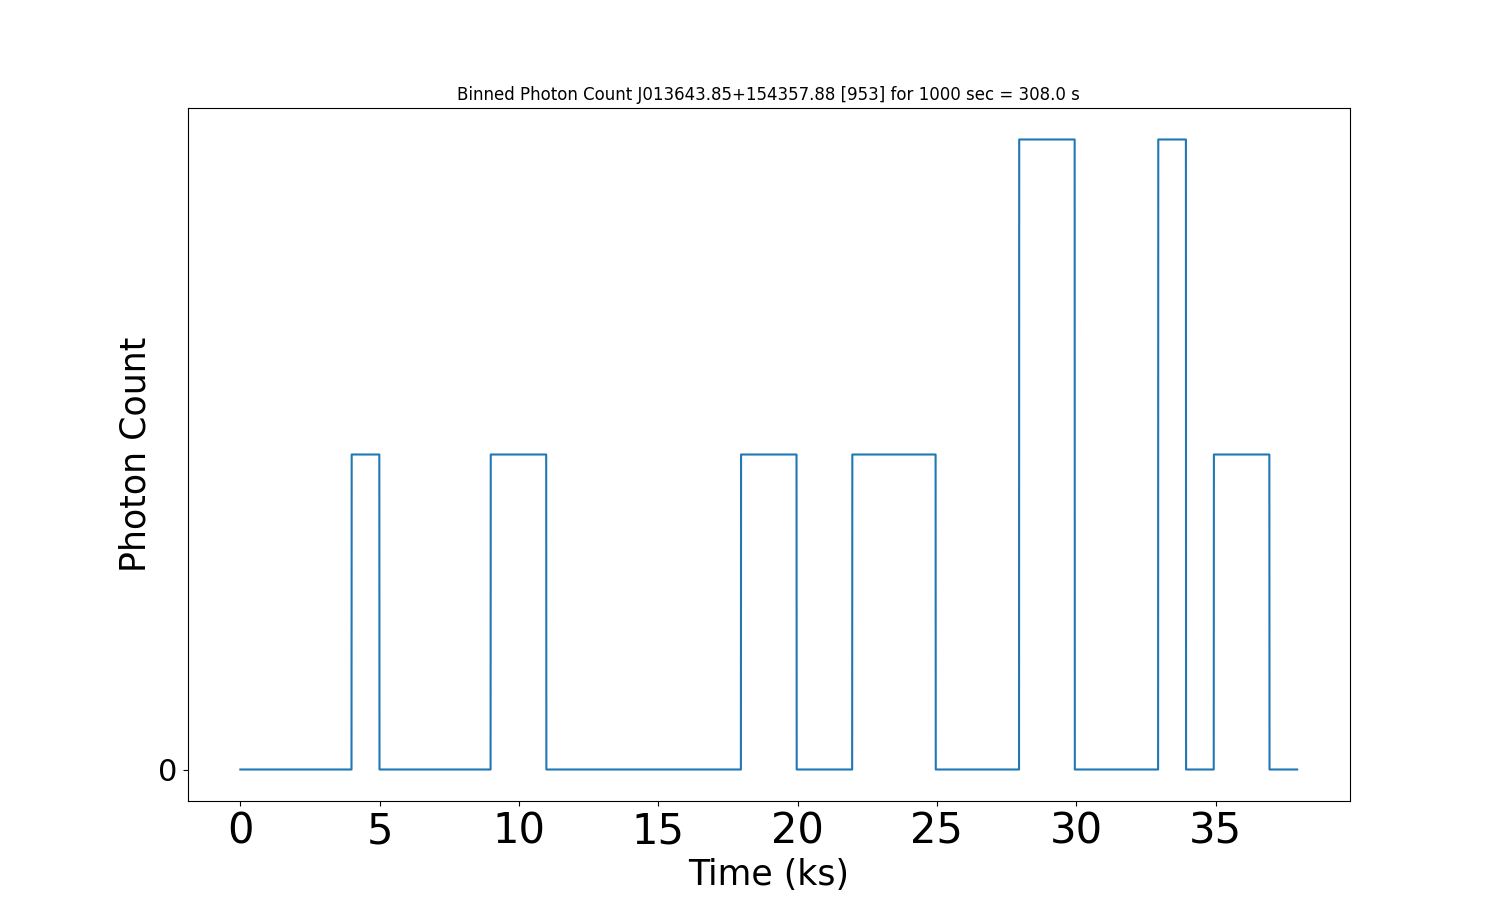 Binned Photon Count J013643.85+154357.88 [953] for 1000 sec = 308.0 s
Photon Count
0
0 5 10 15 20 25 30 35
Time (ks)